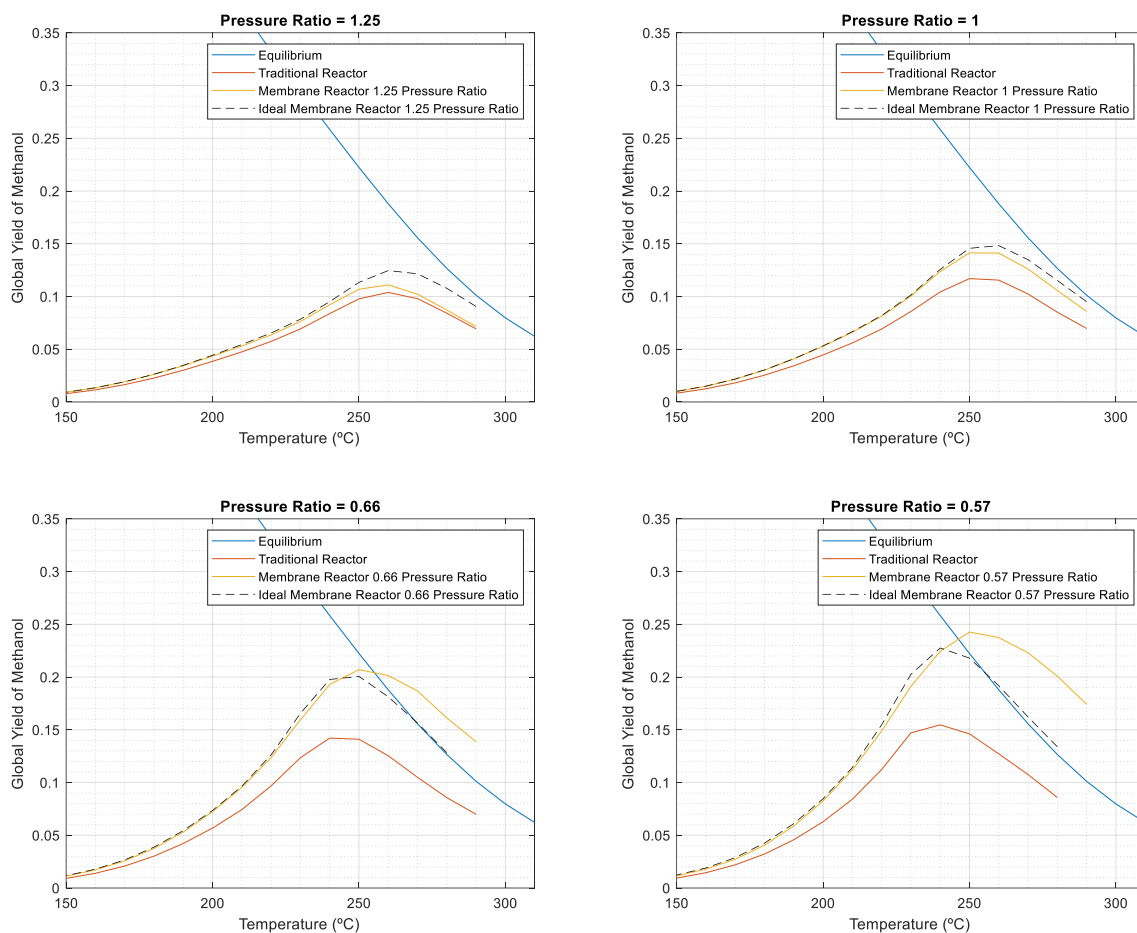 Pressure Ratio = 1.25
0.35
0.3
0.25
0.2
0.15
0.1
0.05
0
Global Yield of Methanol
Equilibrium
Traditional Reactor
Membrane Reactor 1.25 Pressure Ratio
Ideal Membrane Reactor 1.25 Pressure Ratio
150 200 250 300
Temperature (ºC)
Pressure Ratio = 1
0.35
0.3
0.25
0.2
0.15
0.1
0.05
0
Global Yield of Methanol
Equilibrium
Traditional Reactor
Membrane Reactor 1 Pressure Ratio
Ideal Membrane Reactor 1 Pressure Ratio
150 200 250 300
Temperature (ºC)
Pressure Ratio = 0.66
0.35
0.3
0.25
0.2
0.15
0.1
0.05
0
Global Yield of Methanol
Equilibrium
Traditional Reactor
Membrane Reactor 0.66 Pressure Ratio
Ideal Membrane Reactor 0.66 Pressure Ratio
150 200 250 300
Temperature (ºC)
Pressure Ratio = 0.57
0.35
0.3
0.25
0.2
0.15
0.1
0.05
0
Global Yield of Methanol
Equilibrium
Traditional Reactor
Membrane Reactor 0.57 Pressure Ratio
Ideal Membrane Reactor 0.57 Pressure Ratio
150 200 250 300
Temperature (ºC)